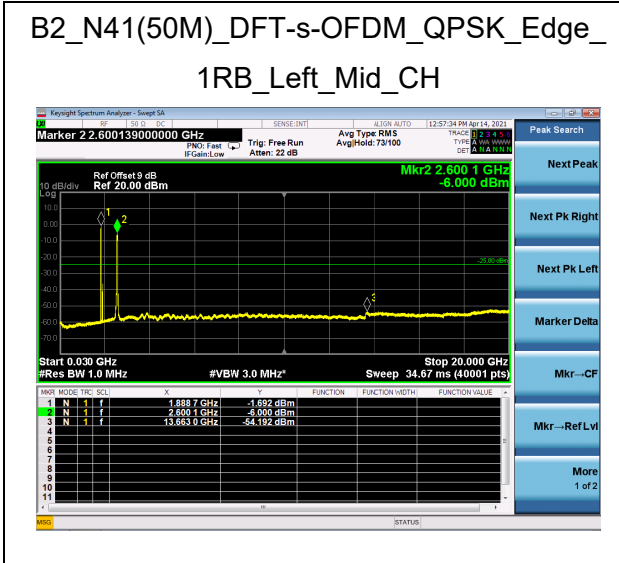 B2_N41(50M)_DFT-s-OFDM_QPSK_Edge_
1RB_Left_Mid_CH
Keysight Spectrum Analyzer - Swept SA
RF 50 Ω DC SENSE:INT ALIGN AUTO 12:57:34 PM Apr 14, 2021
Marker 2 2.600139000000 GHz
PNO: Fast
IFGain:Low
Trig: Free Run
Atten: 22 dB
Avg Type: RMS
Avg|Hold: 73/100
TRACE 1 2 3 4 5 6
TYPE
DET
Peak Search
Ref Offset 9 dB
10 dB/div Ref 20.00 dBm
Log
Mkr2 2.600 1 GHz
-6.000 dBm
10.0
0.00
-10.0
-20.0
-30.0
-40.0
-50.0
-60.0
-70.0
1
2
3
-25.00 dBm
Start 0.030 GHz Stop 20.000 GHz
#Res BW 1.0 MHz #VBW 3.0 MHz* Sweep 34.67 ms (40001 pts)
MKR MODE TRC SCL X Y FUNCTION FUNCTION WIDTH FUNCTION VALUE
1 N 1 f 1.888 7 GHz -1.692 dBm
2 N 1 f 2.600 1 GHz -6.000 dBm
3 N 1 f 13.663 0 GHz -54.192 dBm
4
5
6
7
8
9
10
11
Next Peak
Next Pk Right
Next Pk Left
Marker Delta
Mkr→CF
Mkr→Ref Lvl
More
1 of 2
MSG STATUS